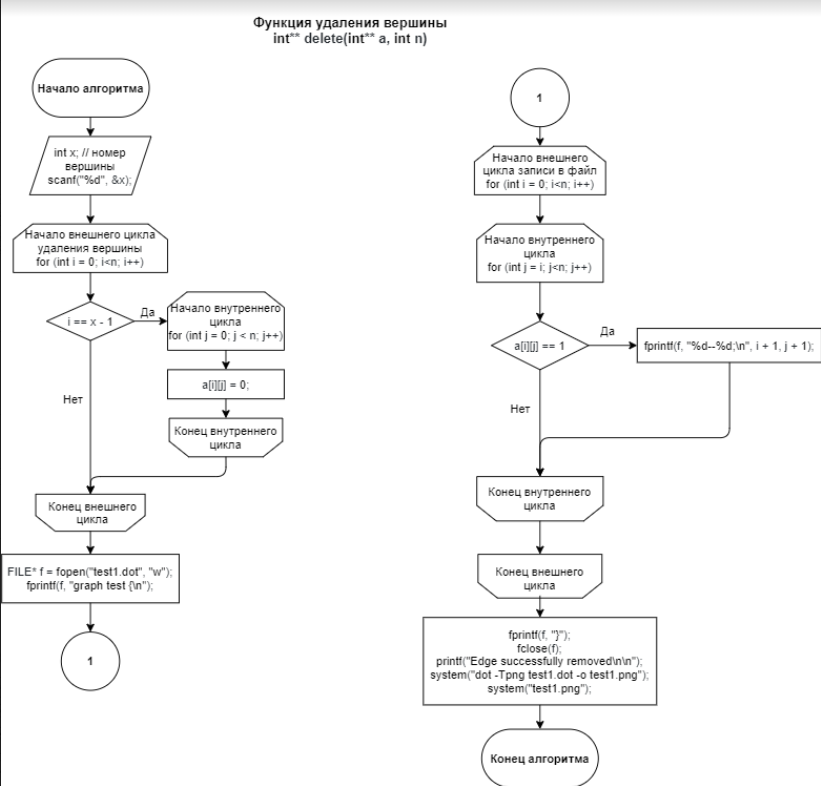 Функция удаления вершины
int** delete(int** a, int n)
Начало алгоритма
int x; // номер
вершины
scanf("%d", &x);
Начало внешнего цикла
удаления вершины
for (int i = 0; i<n; i++)
i == x - 1
Да
Начало внутреннего
цикла
for (int j = 0; j < n; j++)
a[i][j] = 0;
Нет
Конец внутреннего
цикла
Конец внешнего
цикла
FILE* f = fopen("test1.dot", "w");
fprintf(f, "graph test {\n");
1
1
Начало внешнего
цикла записи в файл
for (int i = 0; i<n; i++)
Начало внутреннего
цикла
for (int j = i; j<n; j++)
a[i][j] == 1
Да
fprintf(f, "%d--%d;\n", i + 1, j + 1);
Нет
Конец внутреннего
цикла
Конец внешнего
цикла
fprintf(f, "}");
fclose(f);
printf("Edge successfully removed\n\n");
system("dot -Tpng test1.dot -o test1.png");
system("test1.png");
Конец алгоритма